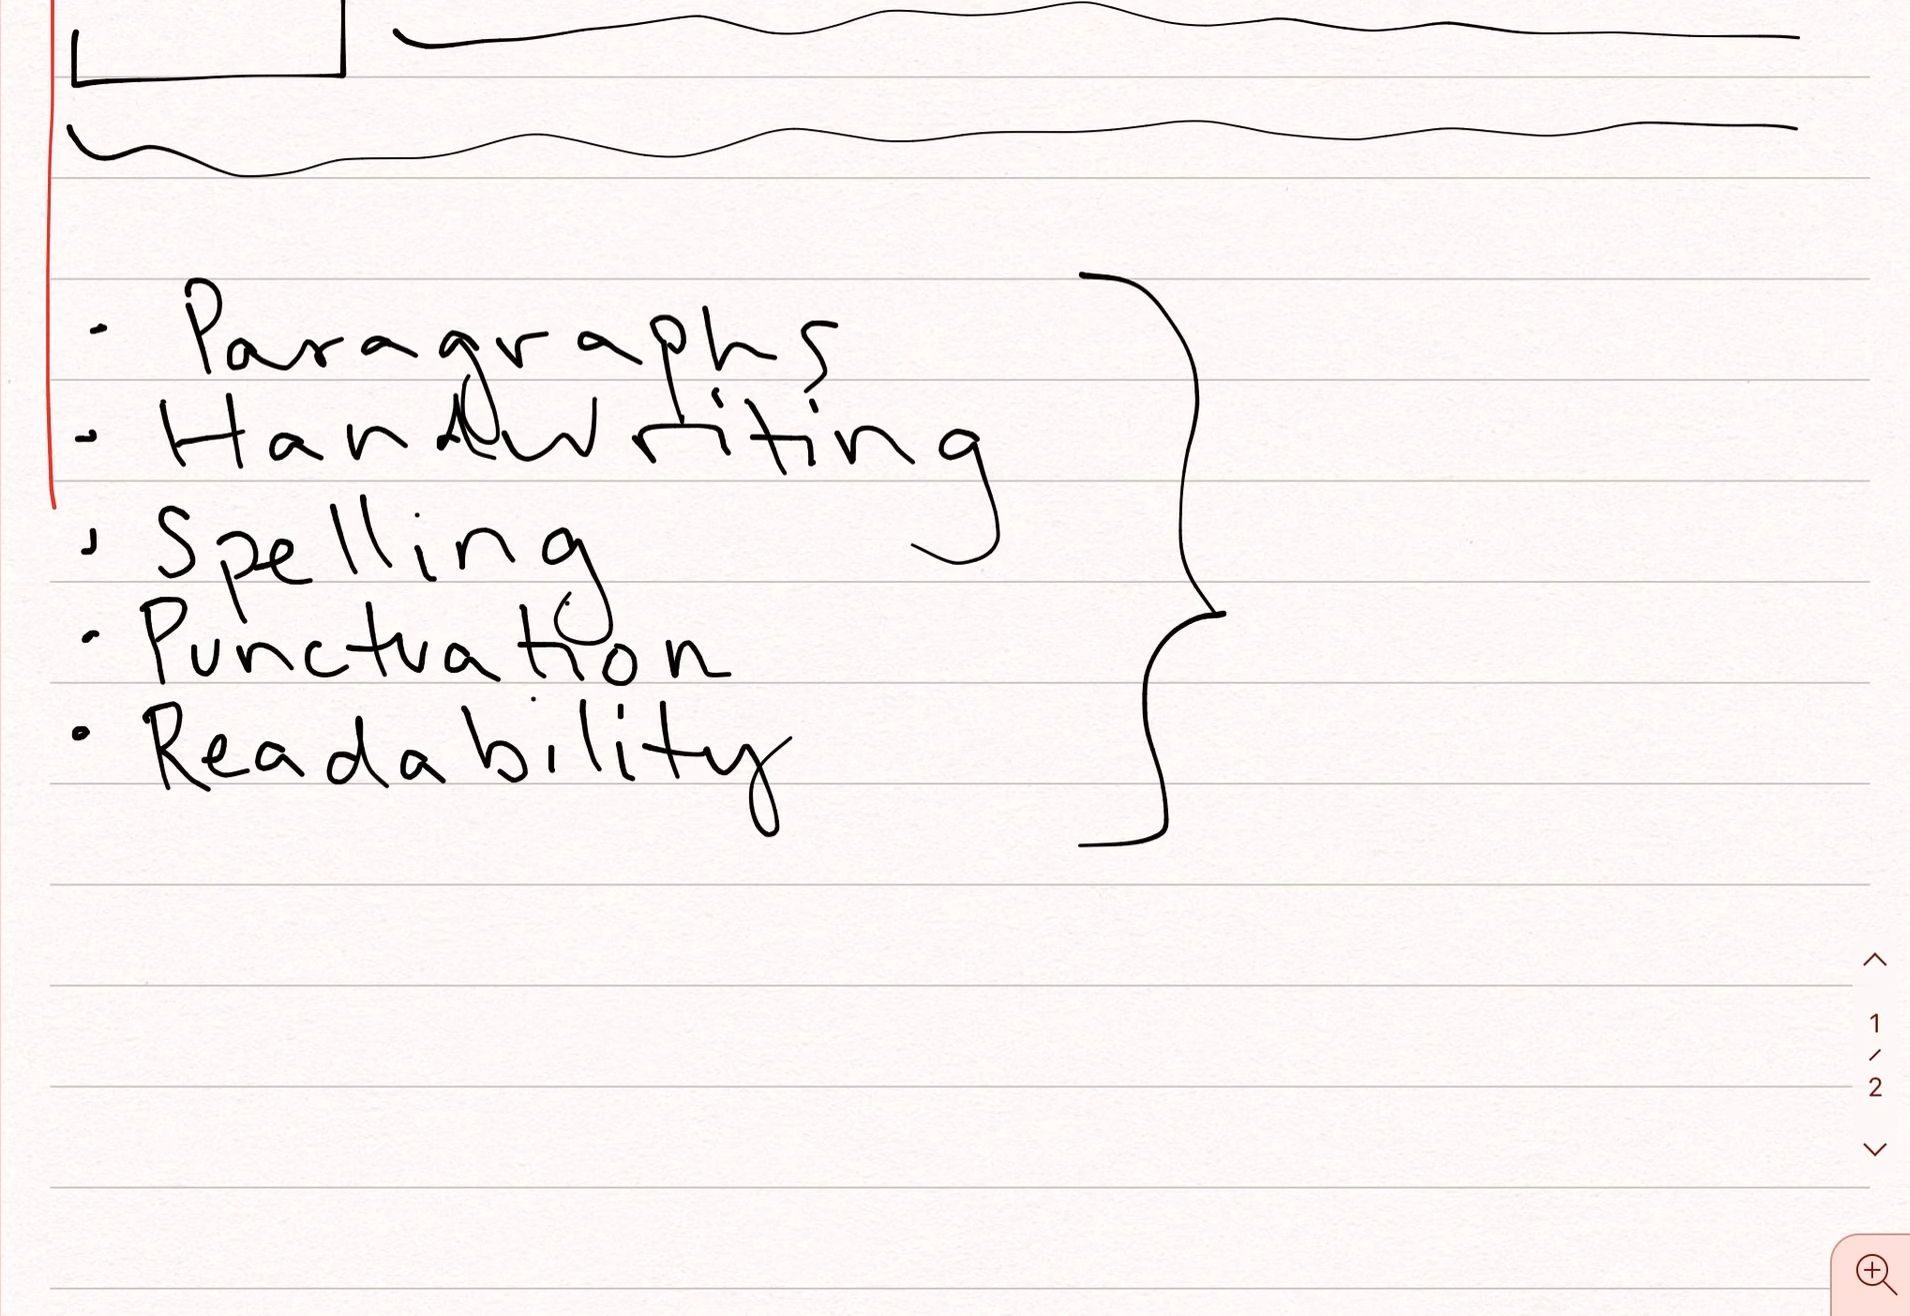 · Paragraphs
· Handwriting
· Spelling
· Punctuation
· Readability
1
/
2